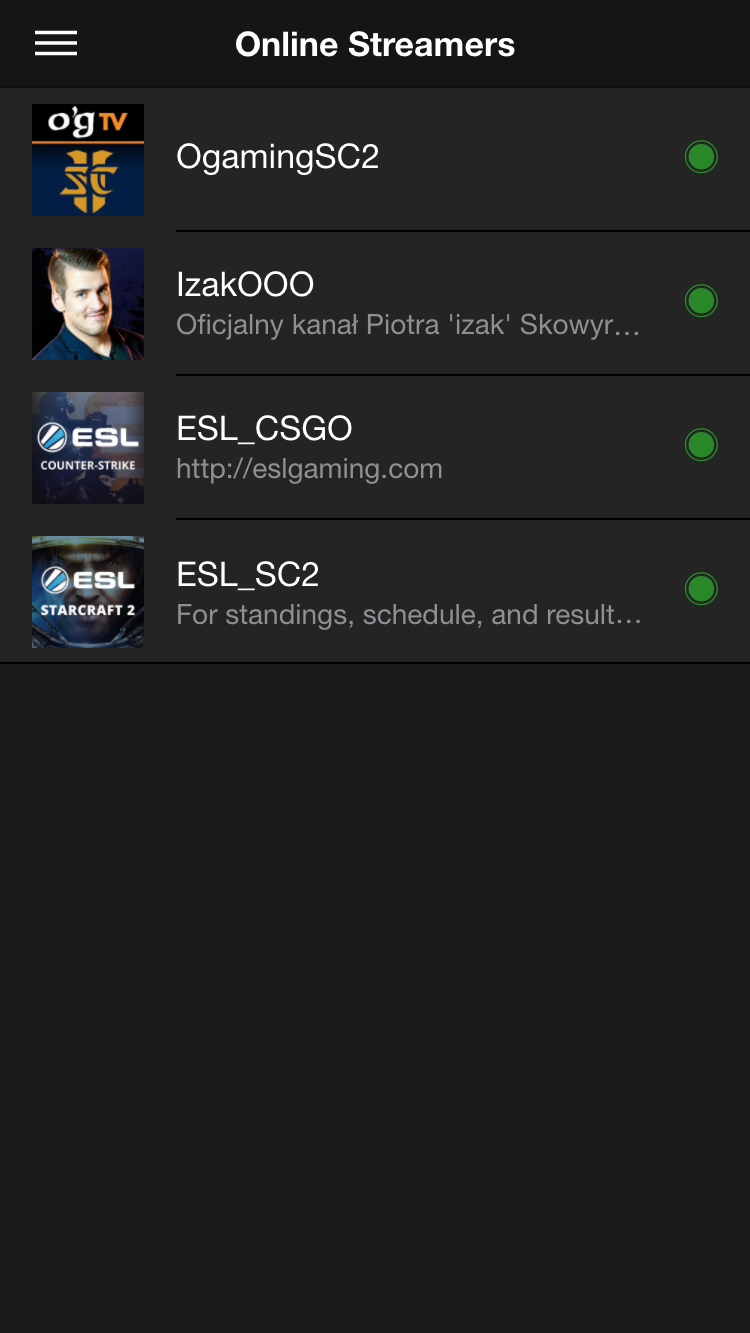 Online Streamers
o'g TV
SC
OgamingSC2
IzakOOO
Oficjalny kanał Piotra 'izak' Skowyr...
ESL
COUNTER-STRIKE
ESL_CSGO
http://eslgaming.com
ESL
STARCRAFT 2
ESL_SC2
For standings, schedule, and result...